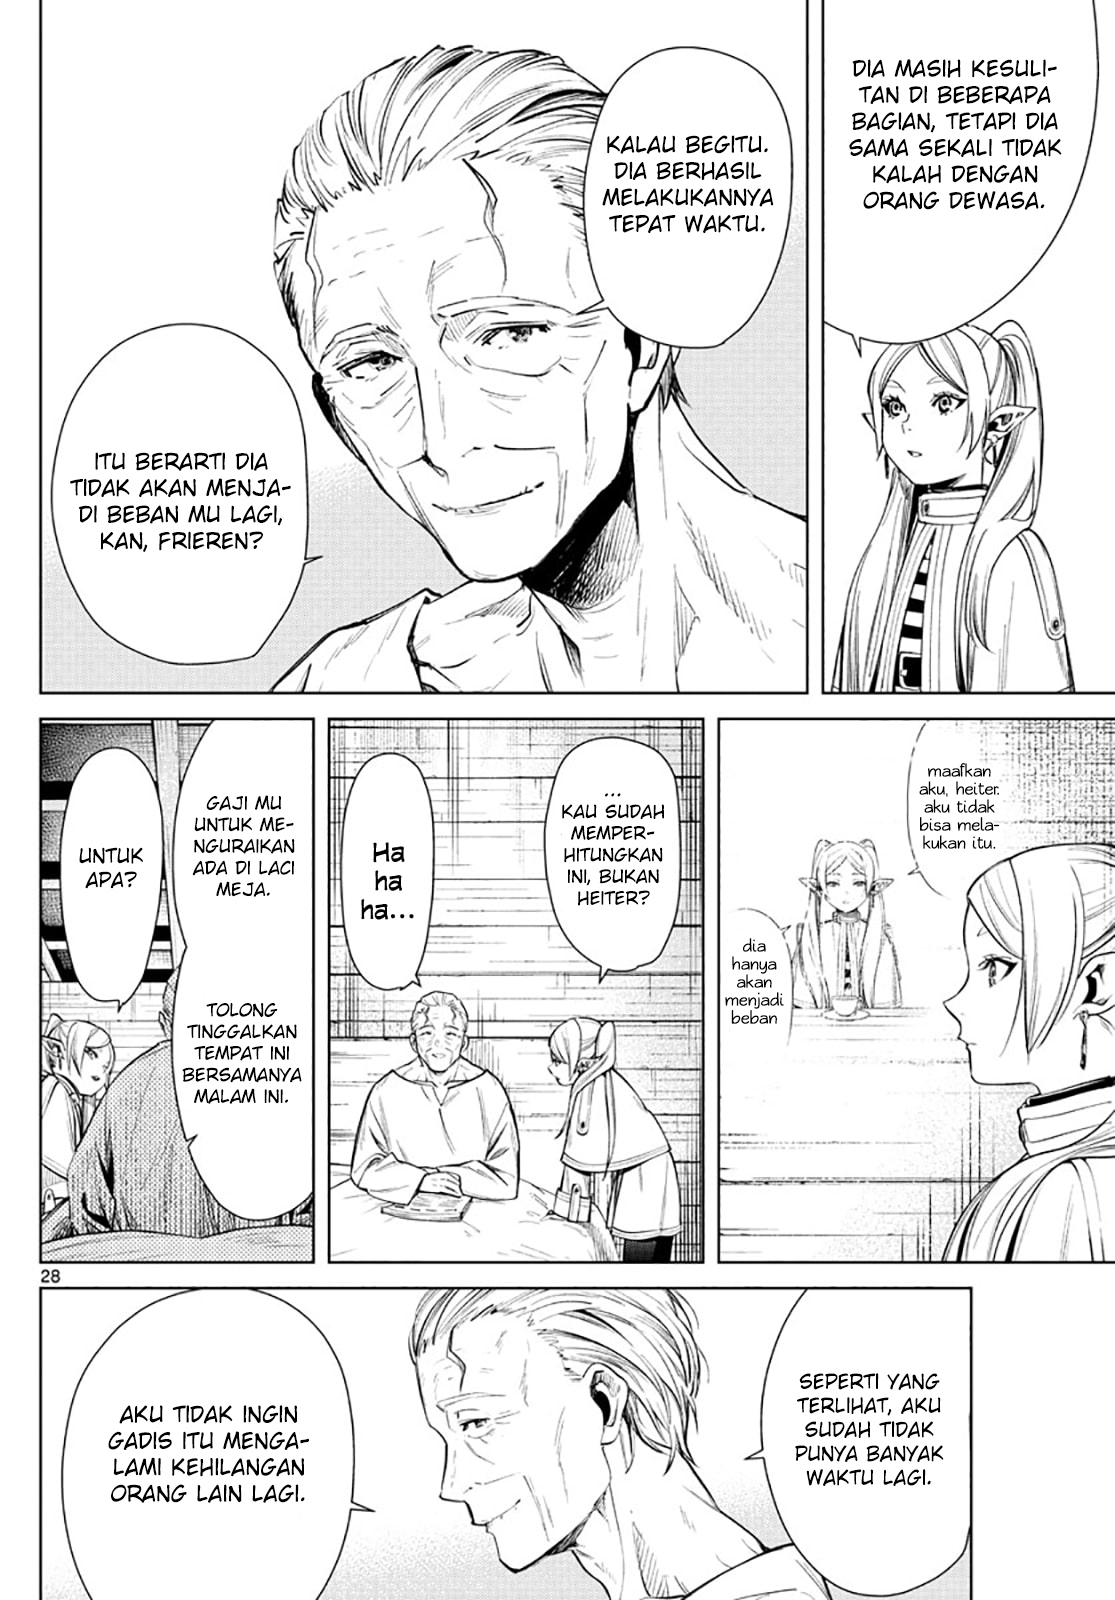 DIA MASIH KESULI-
TAN DI BEBERAPA
BAGIAN, TETAPI DIA
SAMA SEKALI TIDAK
KALAH DENGAN
ORANG DEWASA.
KALAU BEGITU.
DIA BERHASIL
MELAKUKANNYA
TEPAT WAKTU.
ITU BERARTI DIA
TIDAK AKAN MENJA-
DI BEBAN MU LAGI,
KAN, FRIEREN?
maafkan
aku, heiter.
aku tidak
bisa mela-
kukan itu.
dia
hanya
akan
menjadi
beban
...
KAU SUDAH
MEMPER-
HITUNGKAN
INI, BUKAN
HEITER?
Ha
ha
ha...
GAJI MU
UNTUK ME-
NGURAIKAN
ADA DI LACI
MEJA.
TOLONG
TINGGALKAN
TEMPAT INI
BERSAMANYA
MALAM INI.
UNTUK
APA?
28
SEPERTI YANG
TERLIHAT, AKU
SUDAH TIDAK
PUNYA BANYAK
WAKTU LAGI.
AKU TIDAK INGIN
GADIS ITU MENGA-
LAMI KEHILANGAN
ORANG LAIN LAGI.